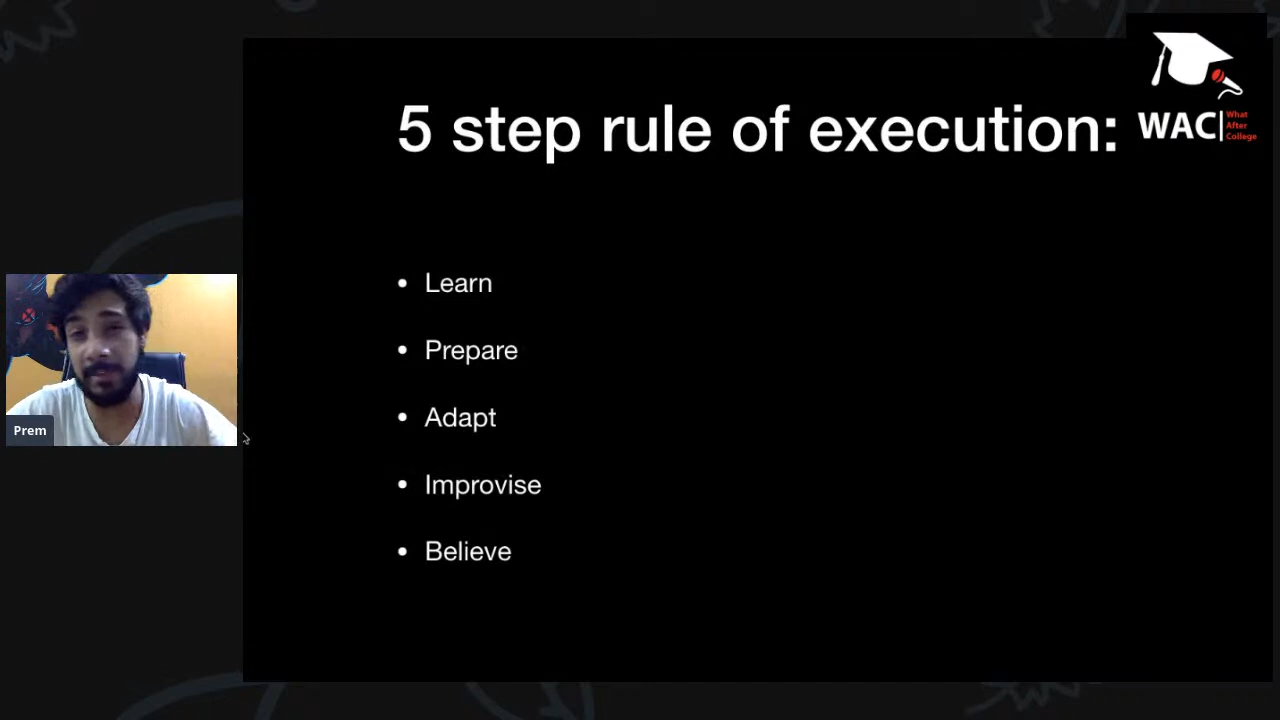 5 step rule of execution:
WAC
What
After
College
• Learn
• Prepare
• Adapt
• Improvise
• Believe
Prem